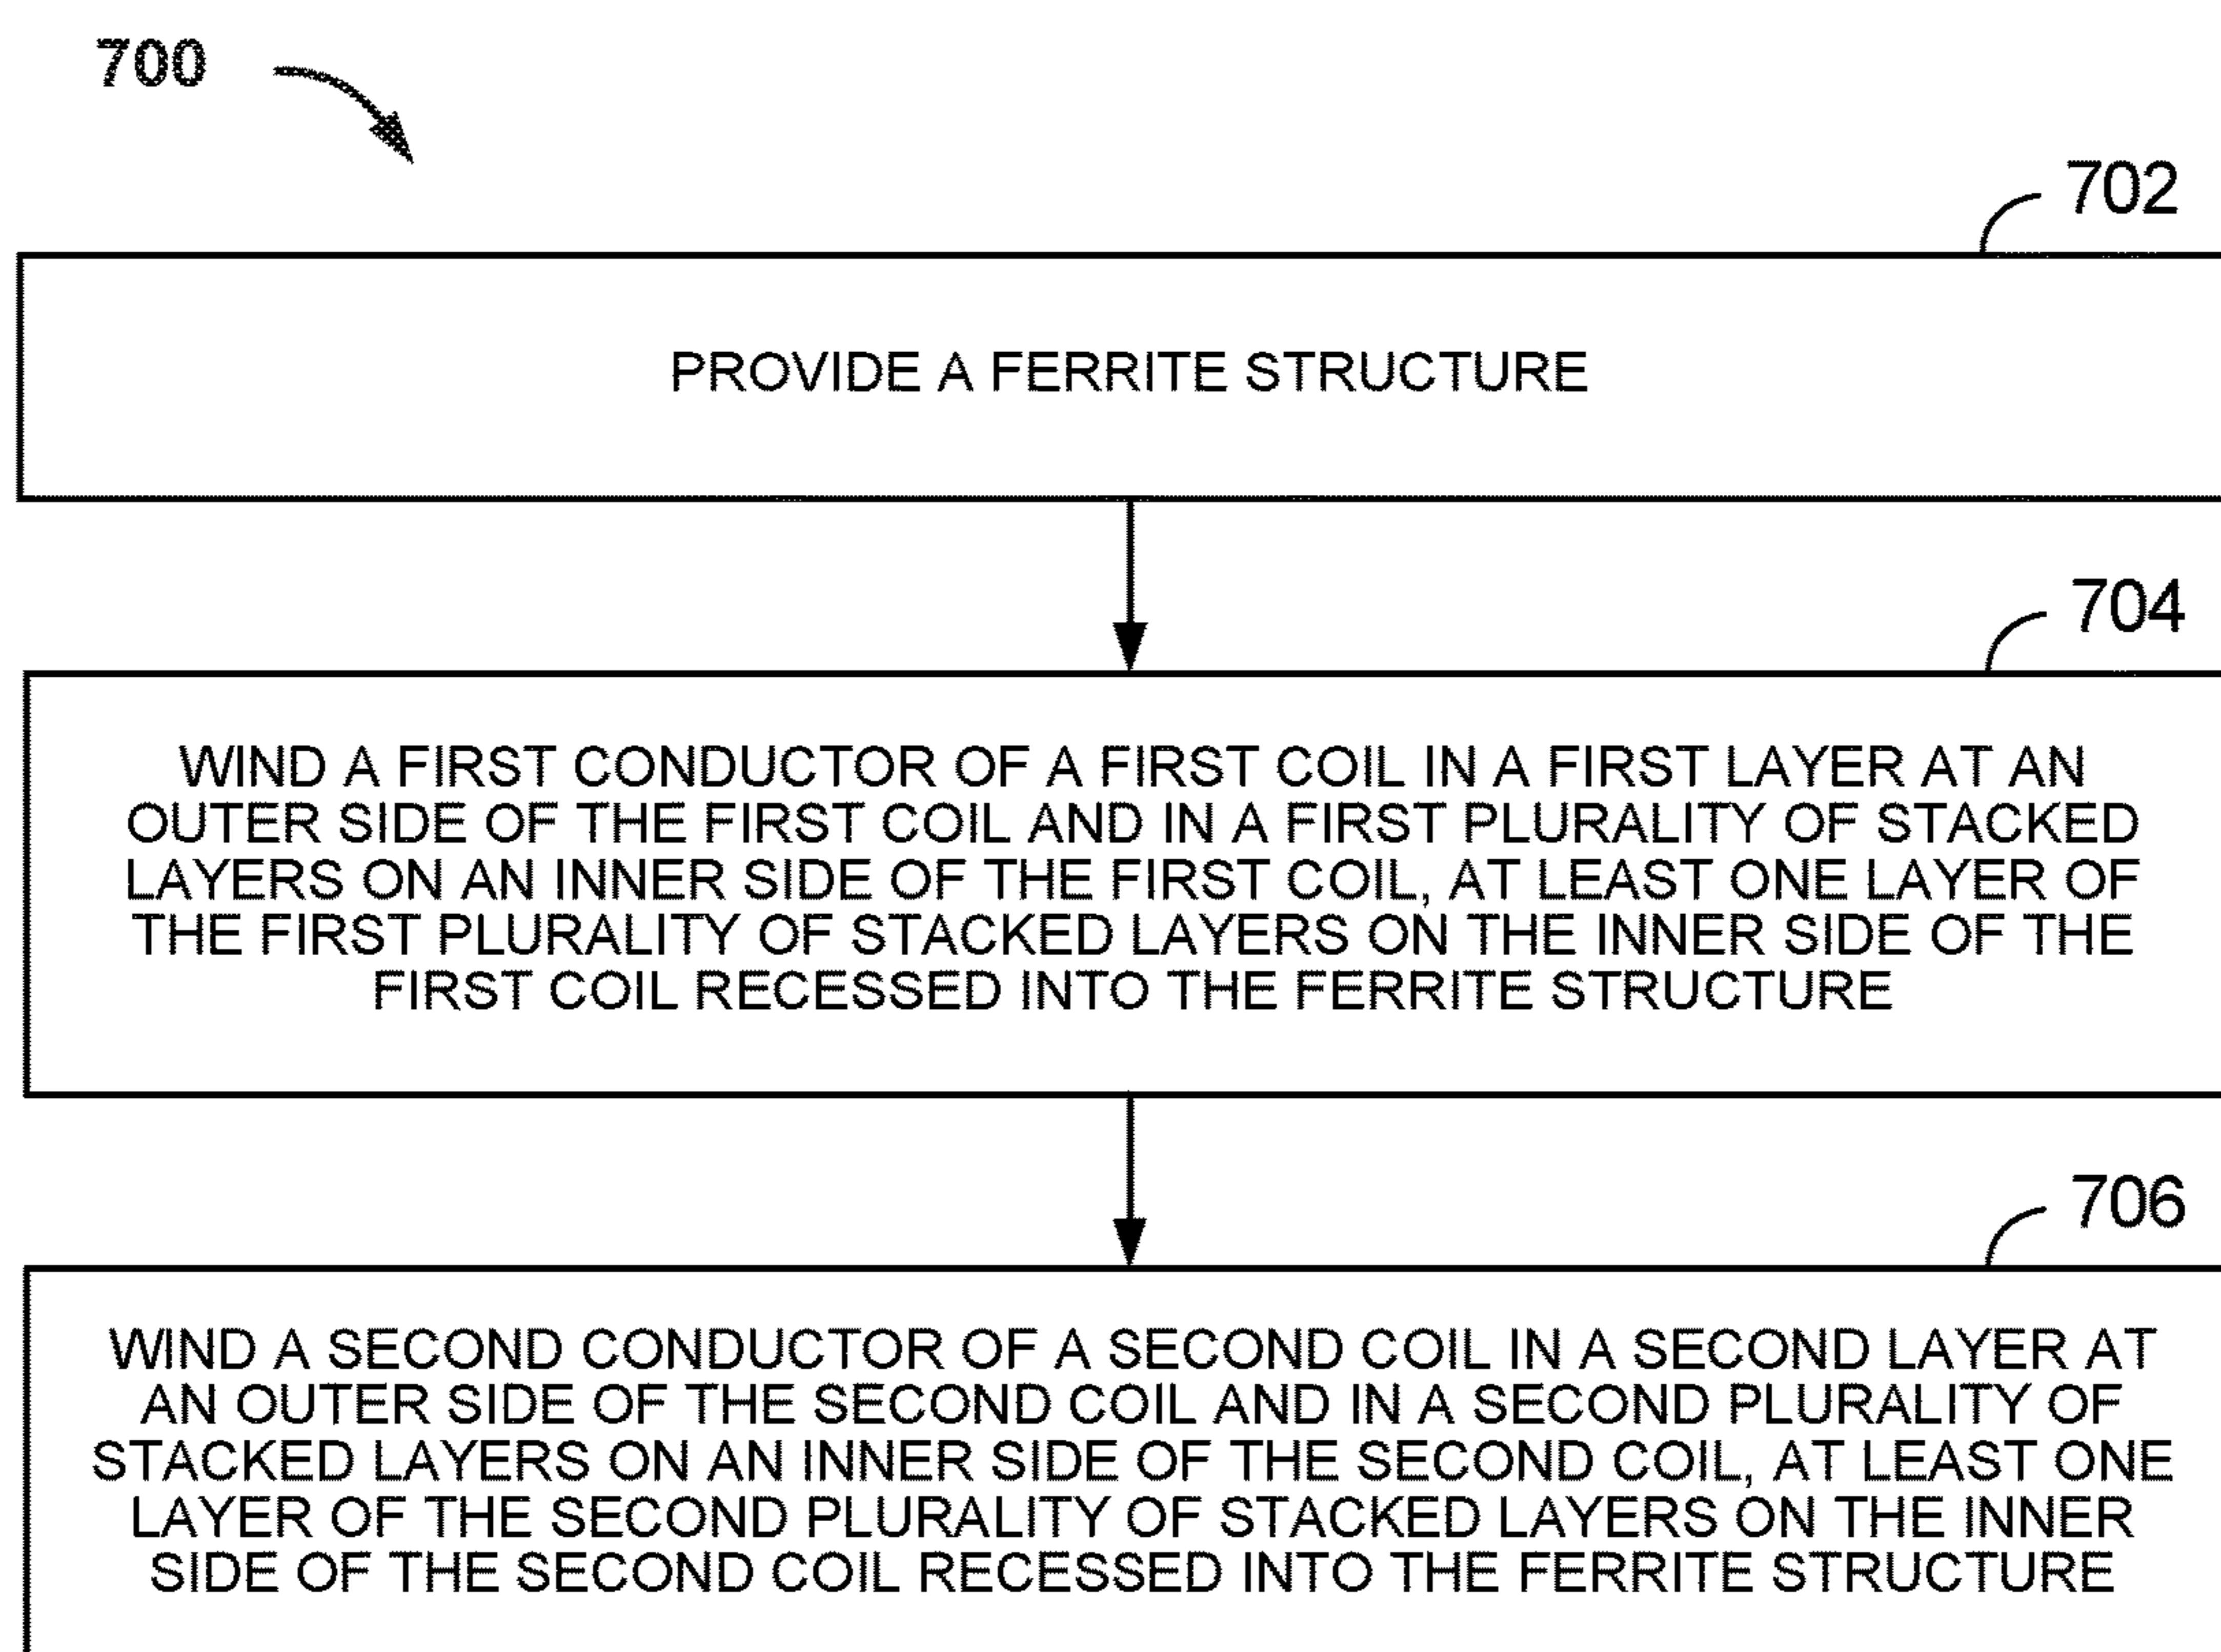 700
702
PROVIDE A FERRITE STRUCTURE
704
WIND A FIRST CONDUCTOR OF A FIRST COIL IN A FIRST LAYER AT AN
OUTER SIDE OF THE FIRST COIL AND IN A FIRST PLURALITY OF STACKED
LAYERS ON AN INNER SIDE OF THE FIRST COIL, AT LEAST ONE LAYER OF
THE FIRST PLURALITY OF STACKED LAYERS ON THE INNER SIDE OF THE
FIRST COIL RECESSED INTO THE FERRITE STRUCTURE
706
WIND A SECOND CONDUCTOR OF A SECOND COIL IN A SECOND LAYER AT
AN OUTER SIDE OF THE SECOND COIL AND IN A SECOND PLURALITY OF
STACKED LAYERS ON AN INNER SIDE OF THE SECOND COIL, AT LEAST ONE
LAYER OF THE SECOND PLURALITY OF STACKED LAYERS ON THE INNER
SIDE OF THE SECOND COIL RECESSED INTO THE FERRITE STRUCTURE